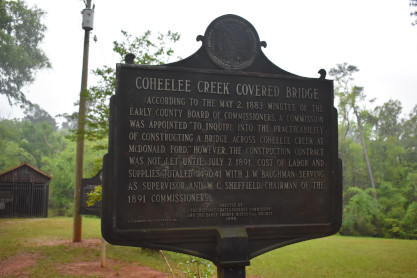 COHEELEE CREEK COVERED BRIDGE
ACCORDING TO THE MAY 2, 1883 MINUTES OF THE
EARLY COUNTY BOARD OF COMMISSIONERS, A COMMISSION
WAS APPOINTED "TO INQUIRE INTO THE PRACTICABILITY
OF CONSTRUCTING A BRIDGE ACROSS COHEELEE CREEK AT
MCDONALD FORD." HOWEVER, THE CONSTRUCTION CONTRACT
WAS NOT LET UNTIL JULY 7, 1891. COST OF LABOR AND
SUPPLIES TOTALED $490.41 WITH J.W. BAUGHMAN SERVING
AS SUPERVISOR AND M.C. SHEFFIELD, CHAIRMAN OF THE
1891 COMMISSIONERS.
ERECTED BY